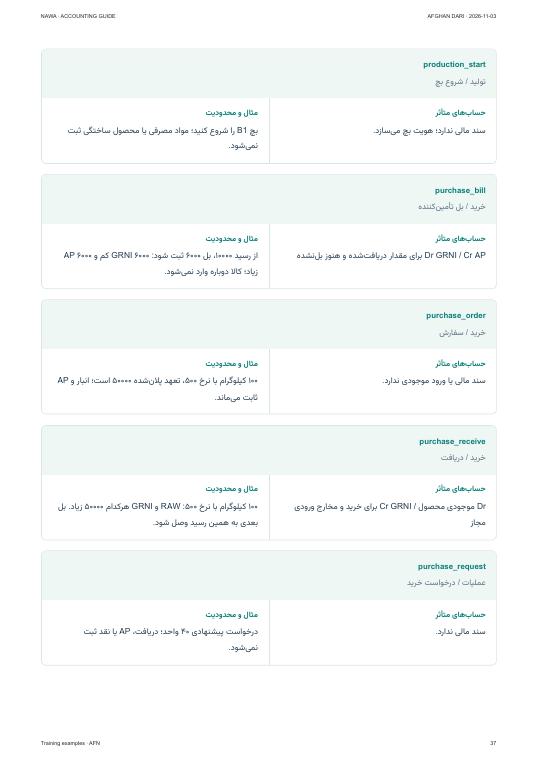 NAWA · ACCOUNTING GUIDE
AFGHAN DARI · 2026-11-03
production_start
تولید / شروع بچ
حساب‌های متأثر
سند مالی ندارد؛ هویت بچ می‌سازد.
مثال و محدودیت
بچ B1 را شروع کنید؛ مواد مصرفی یا محصول ساختگی ثبت
نمی‌شود.
purchase_bill
خرید / بل تأمین‌کننده
حساب‌های متأثر
Dr GRNI / Cr AP برای مقدار دریافت‌شده و هنوز بل‌نشده
مثال و محدودیت
از رسید ۱۰۰۰۰، بل ۶۰۰۰ ثبت شود: GRNI ۶۰۰۰ کم و AP ۶۰۰۰
زیاد؛ کالا دوباره وارد نمی‌شود.
purchase_order
خرید / سفارش
حساب‌های متأثر
سند مالی یا ورود موجودی ندارد.
مثال و محدودیت
۱۰۰ کیلوگرام با نرخ ۵۰۰، تعهد پلان‌شده ۵۰۰۰۰ است؛ انبار و AP
ثابت می‌ماند.
purchase_receive
خرید / دریافت
حساب‌های متأثر
Dr موجودی محصول / Cr GRNI برای خرید و مخارج ورودی
مجاز
مثال و محدودیت
۱۰۰ کیلوگرام با نرخ ۵۰۰: RAW و GRNI هرکدام ۵۰۰۰۰ زیاد. بل
بعدی به همین رسید وصل شود.
purchase_request
عملیات / درخواست خرید
حساب‌های متأثر
سند مالی ندارد.
مثال و محدودیت
درخواست پیشنهادی ۴۰ واحد؛ دریافت، AP یا نقد ثبت
نمی‌شود.
Training examples · AFN
37